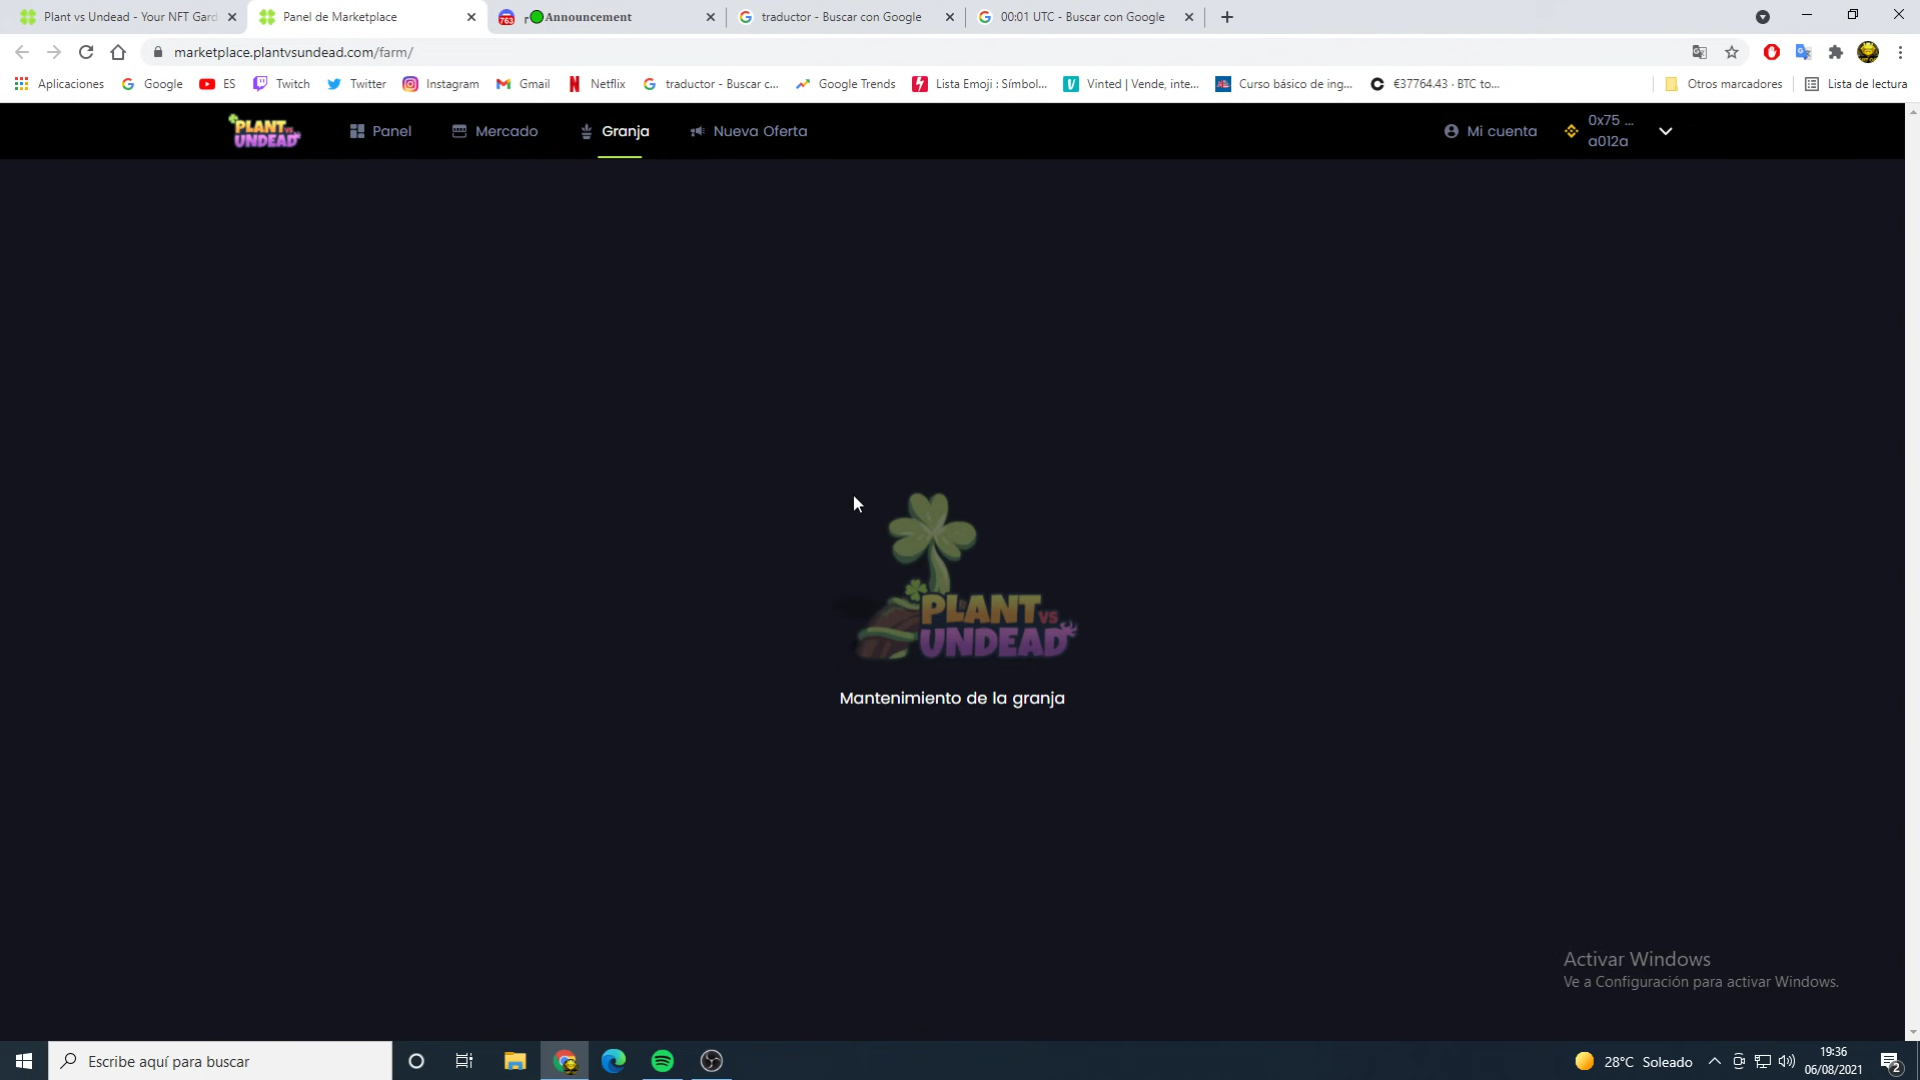 Plant vs Undead - Your NFT Gard
Panel de Marketplace
763
Announcement
traductor - Buscar con Google
00:01 UTC - Buscar con Google
marketplace.plantvsundead.com/farm/
Aplicaciones
Google
ES
Twitch
Twitter
Instagram
Gmail
Netflix
traductor - Buscar c...
Google Trends
Lista Emoji : Símbol...
Vinted | Vende, inte...
Curso básico de ing...
€37764.43 · BTC to...
Otros marcadores
Lista de lectura
PLANT VS
UNDEAD
Panel
Mercado
Granja
Nueva Oferta
Mi cuenta
0x75 ...
a012a
PLANT VS
UNDEAD
Mantenimiento de la granja
Activar Windows
Ve a Configuración para activar Windows.
Escribe aquí para buscar
28°C Soleado
19:36
06/08/2021
2